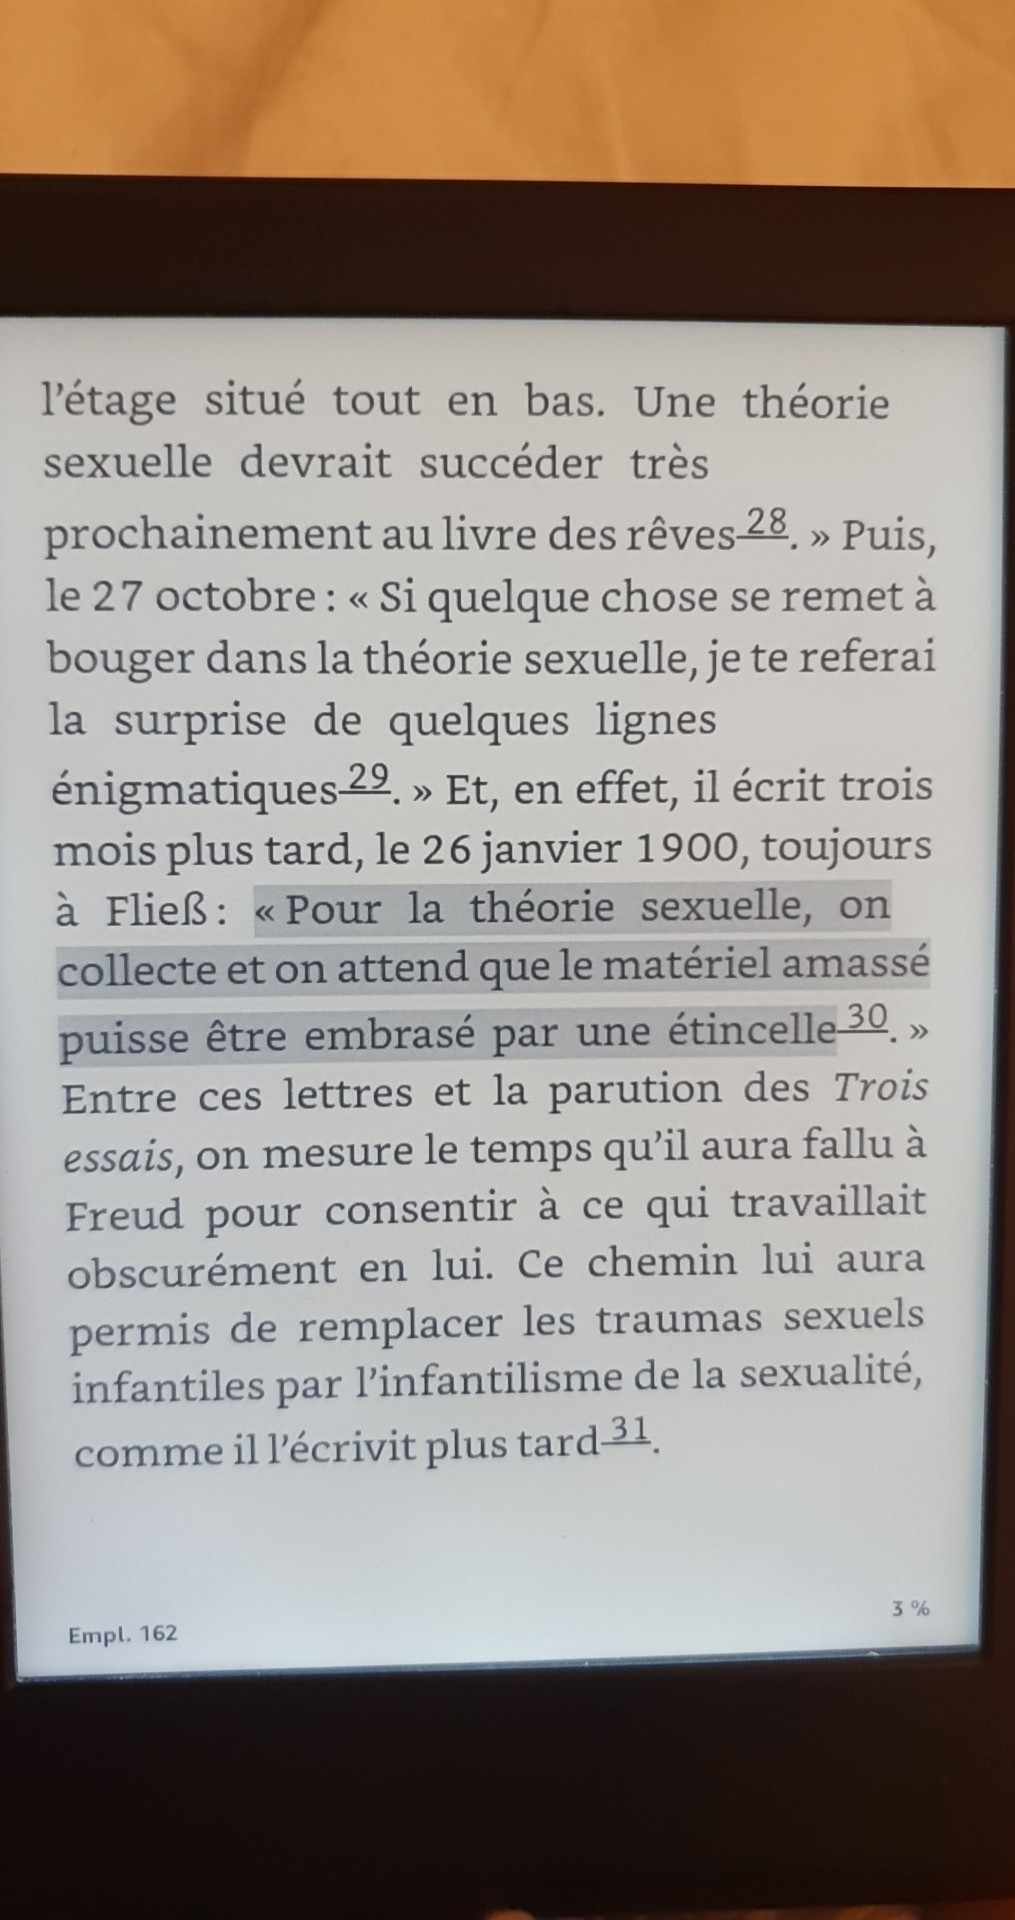 l'étage situé tout en bas. Une théorie
sexuelle devrait succéder très
prochainement au livre des rêves 28. » Puis,
le 27 octobre : « Si quelque chose se remet à
bouger dans la théorie sexuelle, je te referai
la surprise de quelques lignes
énigmatiques 29. » Et, en effet, il écrit trois
mois plus tard, le 26 janvier 1900, toujours
à Fließ : « Pour la théorie sexuelle, on
collecte et on attend que le matériel amassé
puisse être embrasé par une étincelle 30. »
Entre ces lettres et la parution des Trois
essais, on mesure le temps qu'il aura fallu à
Freud pour consentir à ce qui travaillait
obscurément en lui. Ce chemin lui aura
permis de remplacer les traumas sexuels
infantiles par l'infantilisme de la sexualité,
comme il l'écrivit plus tard 31.
3 %
Empl. 162